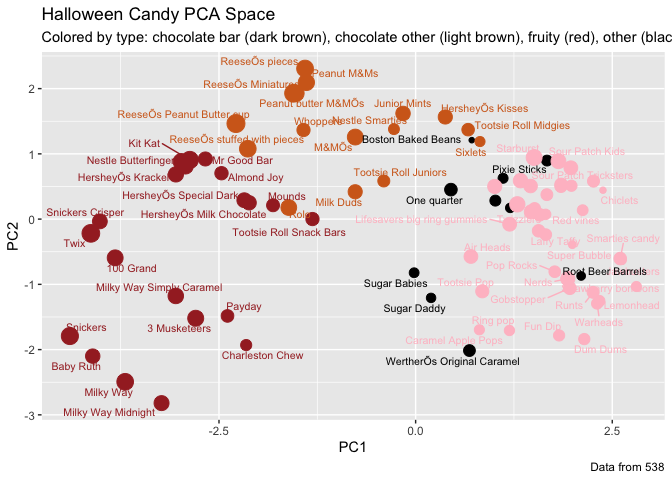 Halloween Candy PCA Space
Colored by type: chocolate bar (dark brown), chocolate other (light brown), fruity (red), other (blac
ReeseÕs pieces
Peanut M&Ms
ReeseÕs Miniatures
Peanut butter M&MÕs
Junior Mints
HersheyÕs Kisses
ReeseÕs Peanut Butter cup
Whoppers
Nestle Smarties
Tootsie Roll Midgies
ReeseÕs stuffed with pieces
M&MÕs
Boston Baked Beans
Sixlets
Starburst
Sour Patch Kids
Kit Kat
Nestle Butterfinger
Mr Good Bar
Pixie Sticks
HersheyÕs Krackel
Almond Joy
Tootsie Roll Juniors
Sour Patch Tricksters
HersheyÕs Special Dark
Mounds
Milk Duds
One quarter
Chiclets
Snickers Crisper
HersheyÕs Milk Chocolate
Rolo
Lifesavers big ring gummies
Red vines
Twix
Tootsie Roll Snack Bars
Larry Taffy
Smarties candy
Air Heads
Super Bubble
100 Grand
Pop Rocks
Root Beer Barrels
Sugar Babies
Tootsie Pop
Nerds
Milky Way Simply Caramel
Gobstopper
Runts
Lemonhead
Payday
Sugar Daddy
Ring pop
Warheads
Snickers
3 Musketeers
Fun Dip
Caramel Apple Pops
Charleston Chew
Dum Dums
Baby Ruth
WertherÕs Original Caramel
Milky Way
Milky Way Midnight
2
1
0
-1
-2
-3
PC2
-2.5
0.0
2.5
PC1
Data from 538